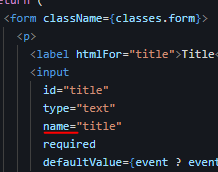 eturn (
<form className={classes.form}>
<p>
<label htmlFor="title">Title<
<input
id="title"
type="text"
name="title"
required
defaultValue={event ? event